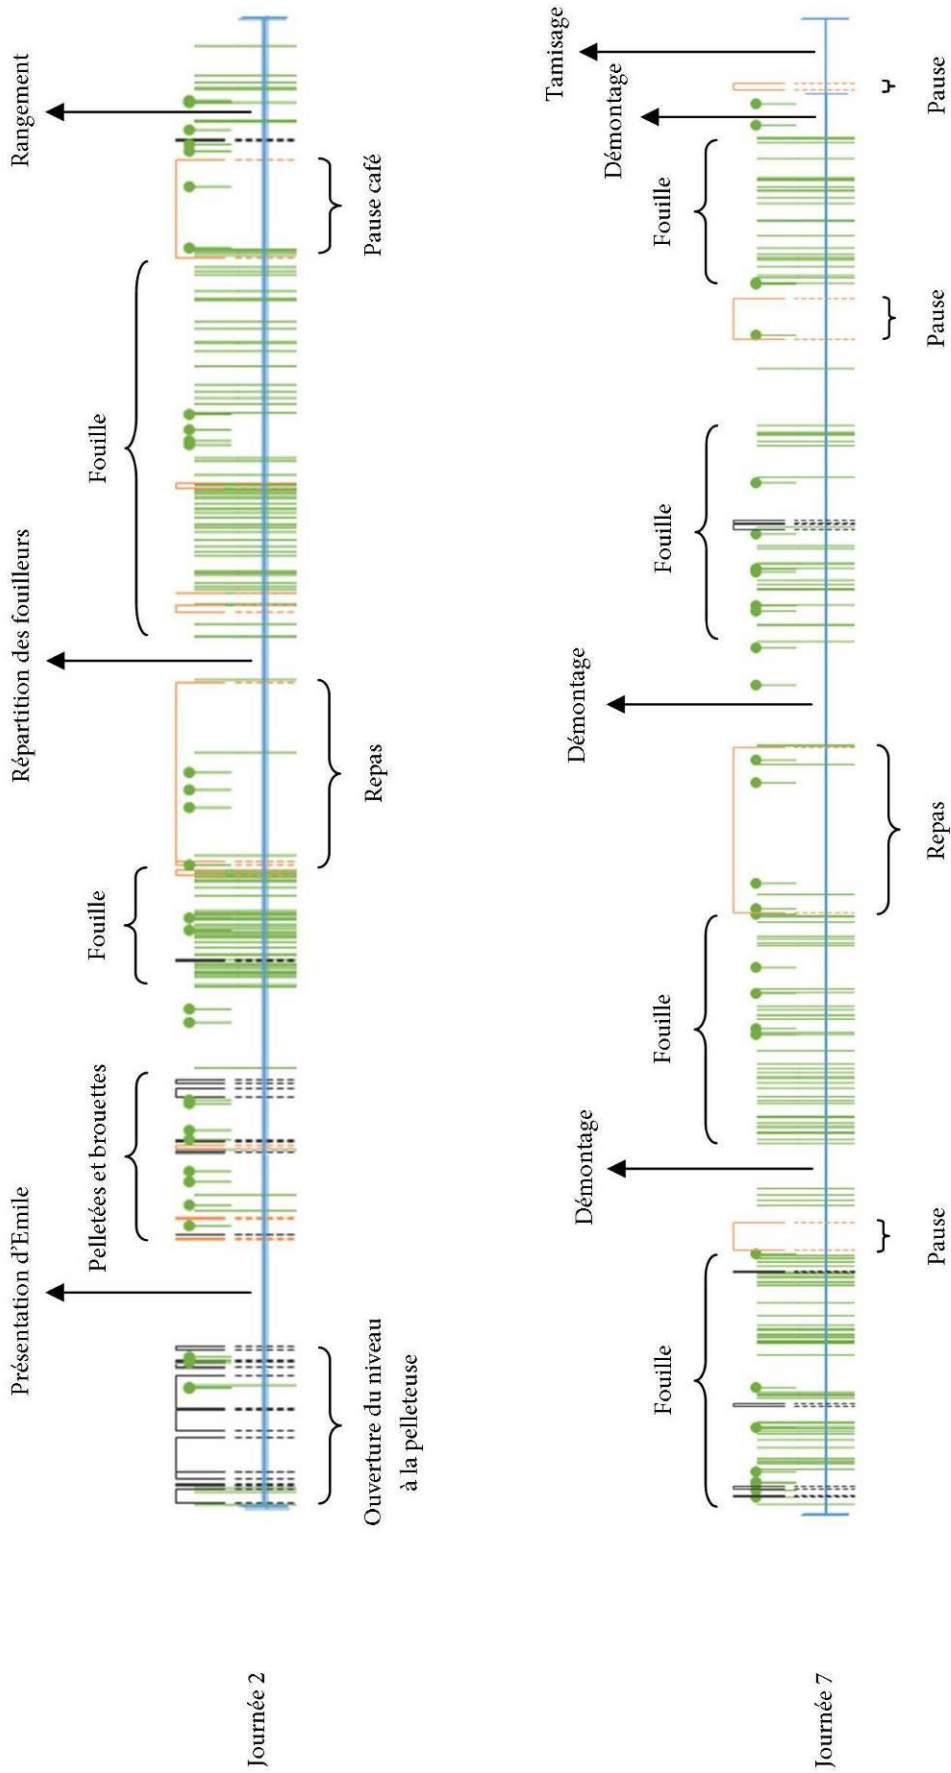 Journée 2
Ouverture du niveau
à la pelleteuse
Présentation d'Emile
Pelletées et brouettes
Fouille
Repas
Répartition des fouilleurs
Fouille
Pause café
Rangement
Journée 7
Fouille
Pause
Démontage
Fouille
Repas
Démontage
Fouille
Pause
Fouille
Démontage
Pause
Tamisage